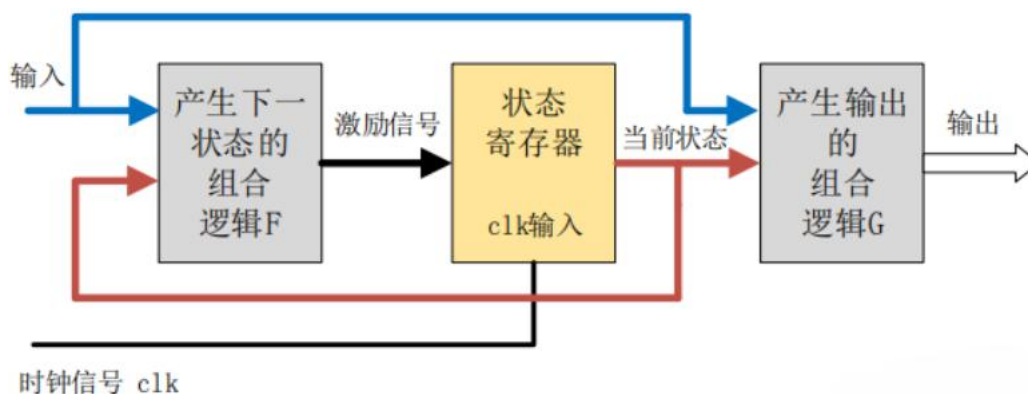 输入
产生下一
状态的
组合
逻辑F
激励信号
状态
寄存器
clk输入
当前状态
产生输出
的
组合
逻辑G
输出
时钟信号 clk